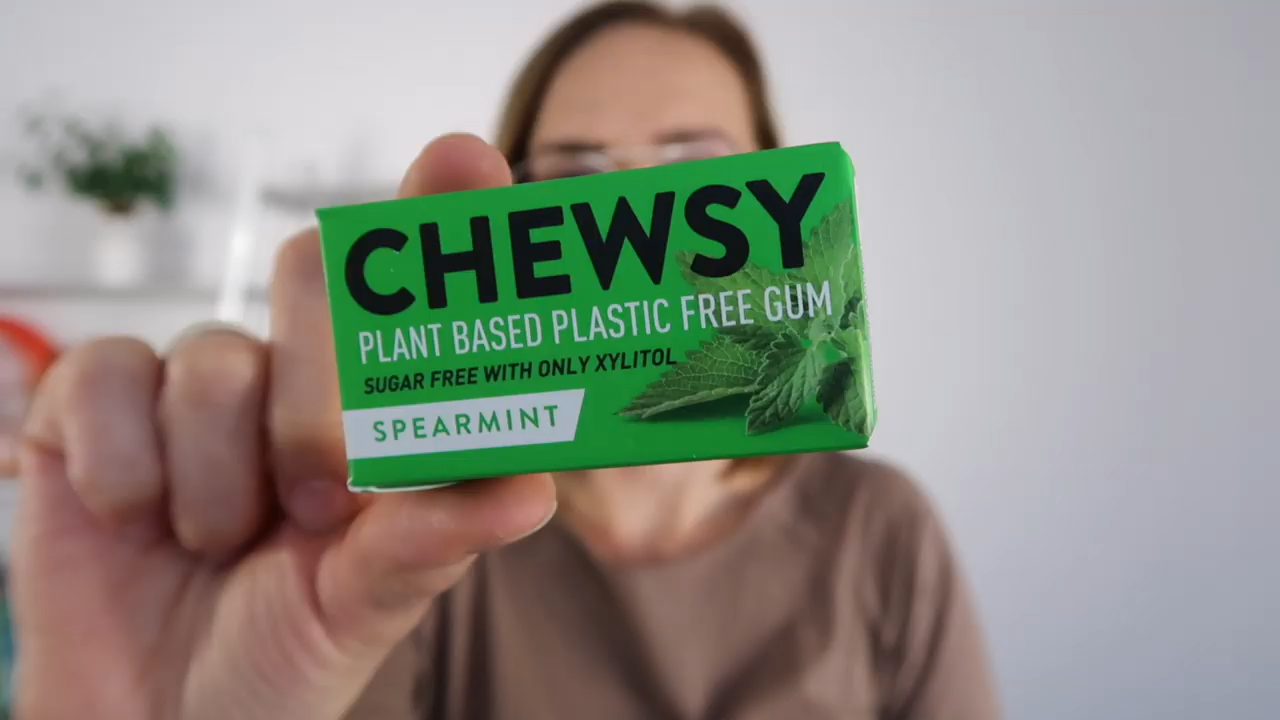 CHEWSY
PLANT BASED PLASTIC FREE GUM
SUGAR FREE WITH ONLY XYLITOL
SPEARMINT